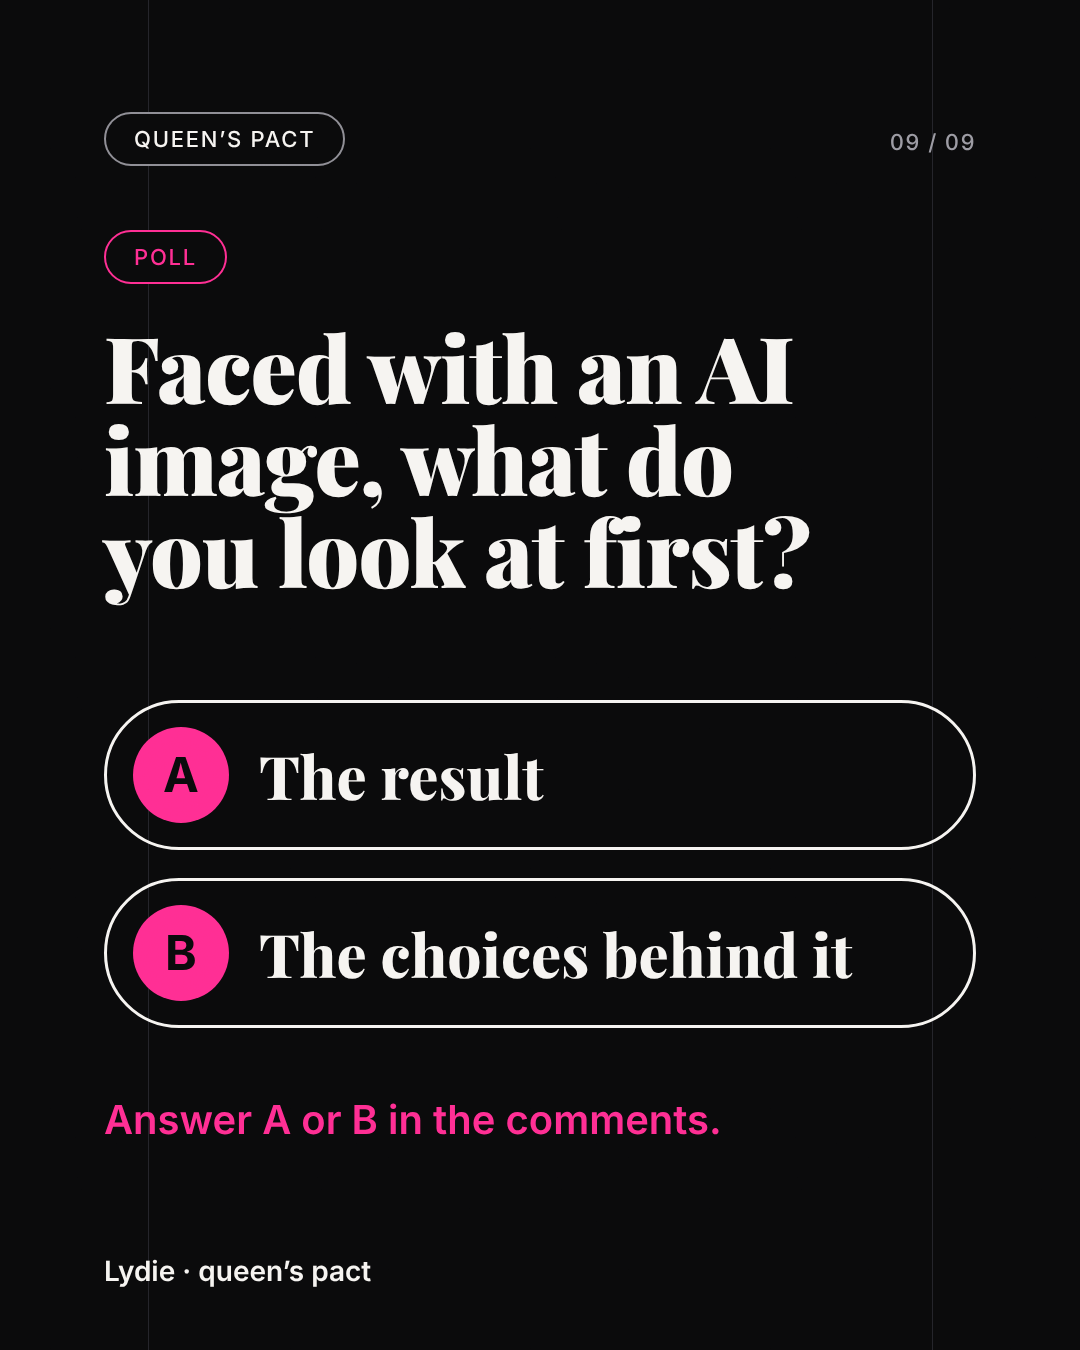 QUEEN’S PACT
09 / 09
POLL
Faced with an AI
image, what do
you look at first?
A The result
B The choices behind it
Answer A or B in the comments.
Lydie · queen’s pact